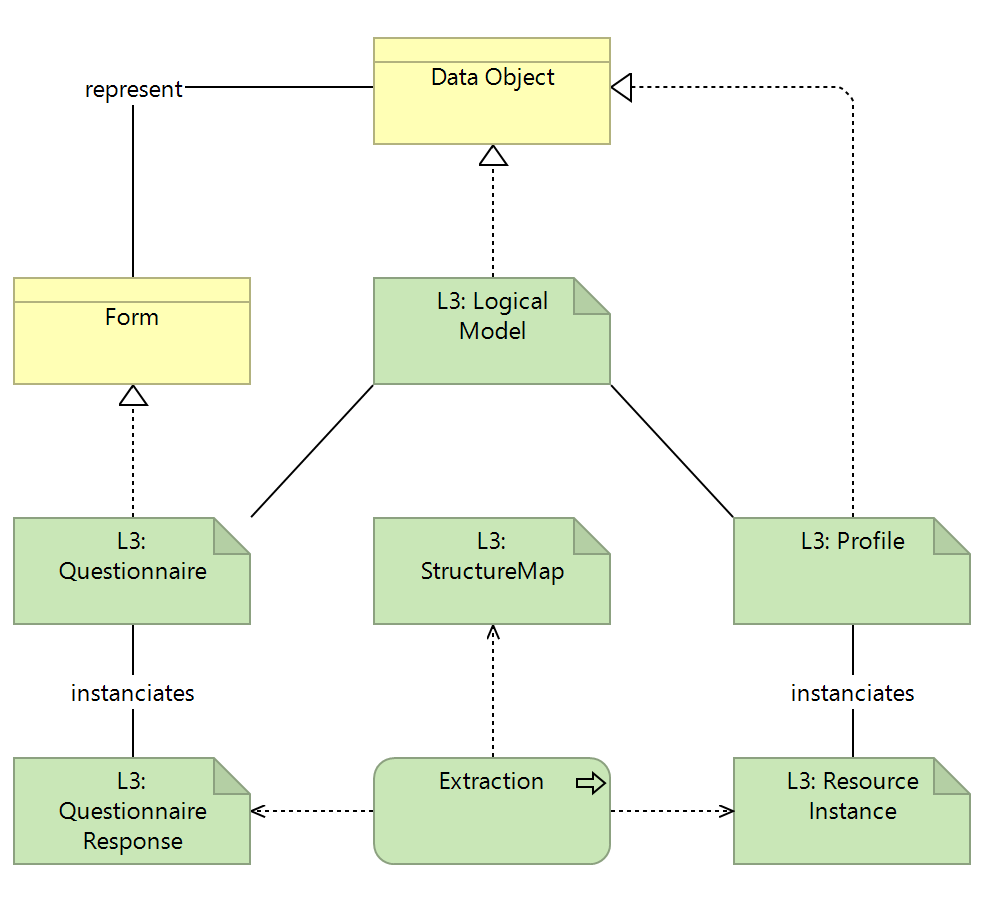 Data Object
represent
L3: Logical
Model
Form
L3:
Questionnaire
L3:
StructureMap
L3: Profile
instanciates
instanciates
L3:
Questionnaire
Response
Extraction
L3: Resource
Instance